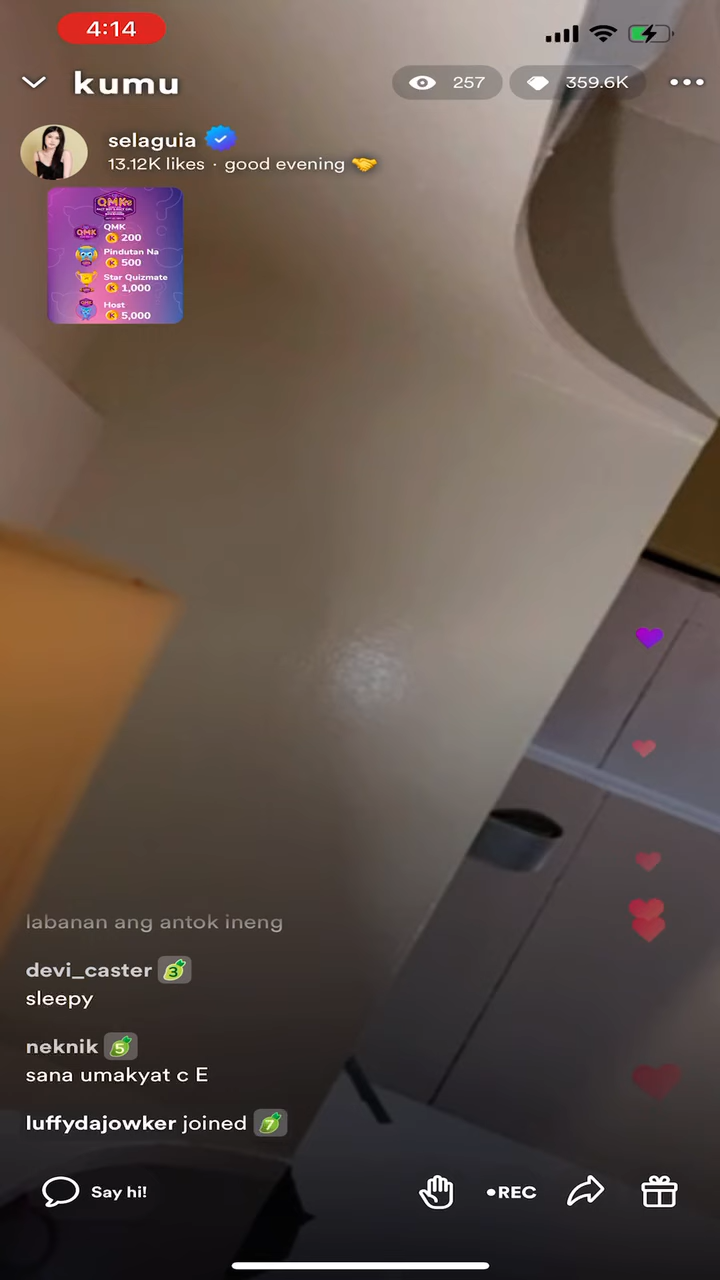 4:14
kumu
257
359.6K
selaguia
13.12K likes · good evening 🤝
QMKs
QMK
K 200
Pindutan Na
K 500
Star Quizmate
K 1,000
Host
K 5,000
labanan ang antok ineng
devi_caster 3
sleepy
neknik 5
sana umakyat c E
luffydajowker joined 7
Say hi!
•REC